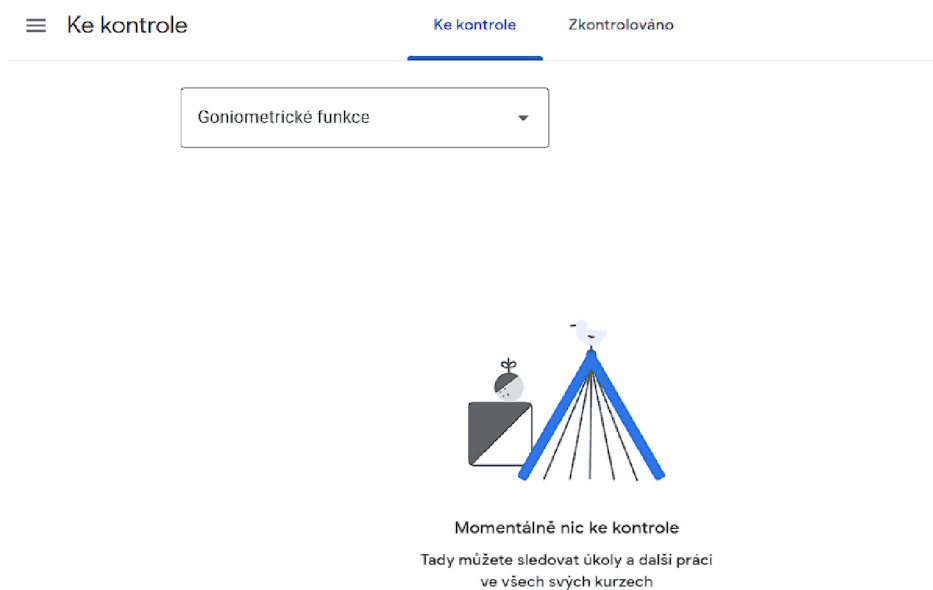 Ke kontrole
Ke kontrole
Zkontrolováno
Goniometrické funkce
Momentálně nic ke kontrole
Tady můžete sledovat úkoly a další práci
ve všech svých kurzech